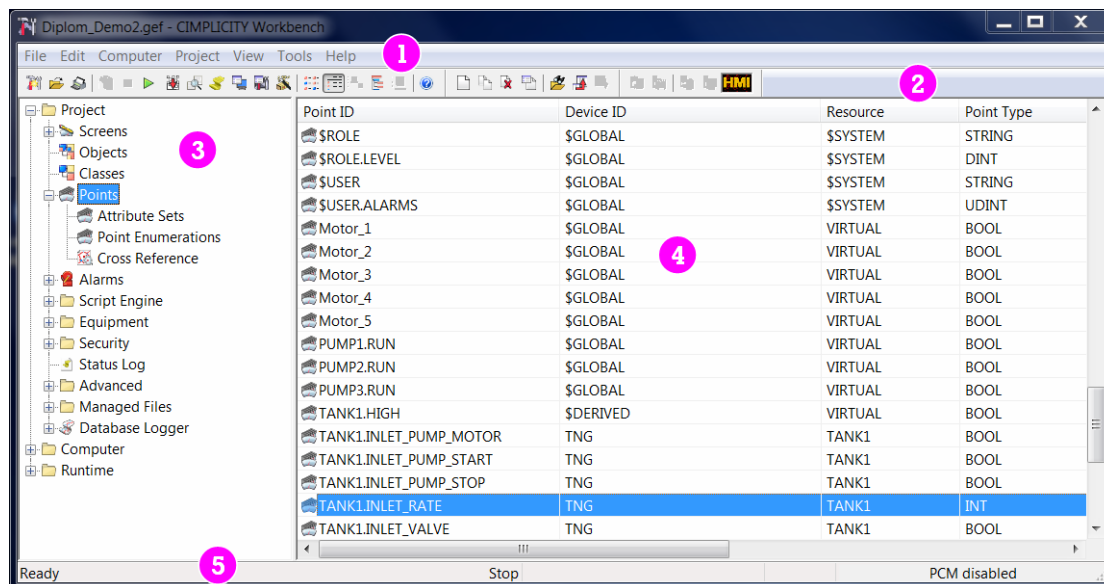 Diplom_Demo2.gef - CIMPLICITY Workbench
File Edit Computer Project View Tools Help
1
HMI
2
Project
Screens
3
Objects
Classes
Points
Attribute Sets
Point Enumerations
Cross Reference
Alarms
Script Engine
Equipment
Security
Status Log
Advanced
Managed Files
Database Logger
Computer
Runtime
Point ID Device ID Resource Point Type
$ROLE $GLOBAL $SYSTEM STRING
$ROLE.LEVEL $GLOBAL $SYSTEM DINT
$USER $GLOBAL $SYSTEM STRING
$USER.ALARMS $GLOBAL $SYSTEM UDINT
Motor_1 $GLOBAL VIRTUAL BOOL
Motor_2 $GLOBAL VIRTUAL BOOL
4
Motor_3 $GLOBAL VIRTUAL BOOL
Motor_4 $GLOBAL VIRTUAL BOOL
Motor_5 $GLOBAL VIRTUAL BOOL
PUMP1.RUN $GLOBAL VIRTUAL BOOL
PUMP2.RUN $GLOBAL VIRTUAL BOOL
PUMP3.RUN $GLOBAL VIRTUAL BOOL
TANK1.HIGH $DERIVED VIRTUAL BOOL
TANK1.INLET_PUMP_MOTOR TNG TANK1 BOOL
TANK1.INLET_PUMP_START TNG TANK1 BOOL
TANK1.INLET_PUMP_STOP TNG TANK1 BOOL
TANK1.INLET_RATE TNG TANK1 INT
TANK1.INLET_VALVE TNG TANK1 BOOL
5
Ready Stop PCM disabled